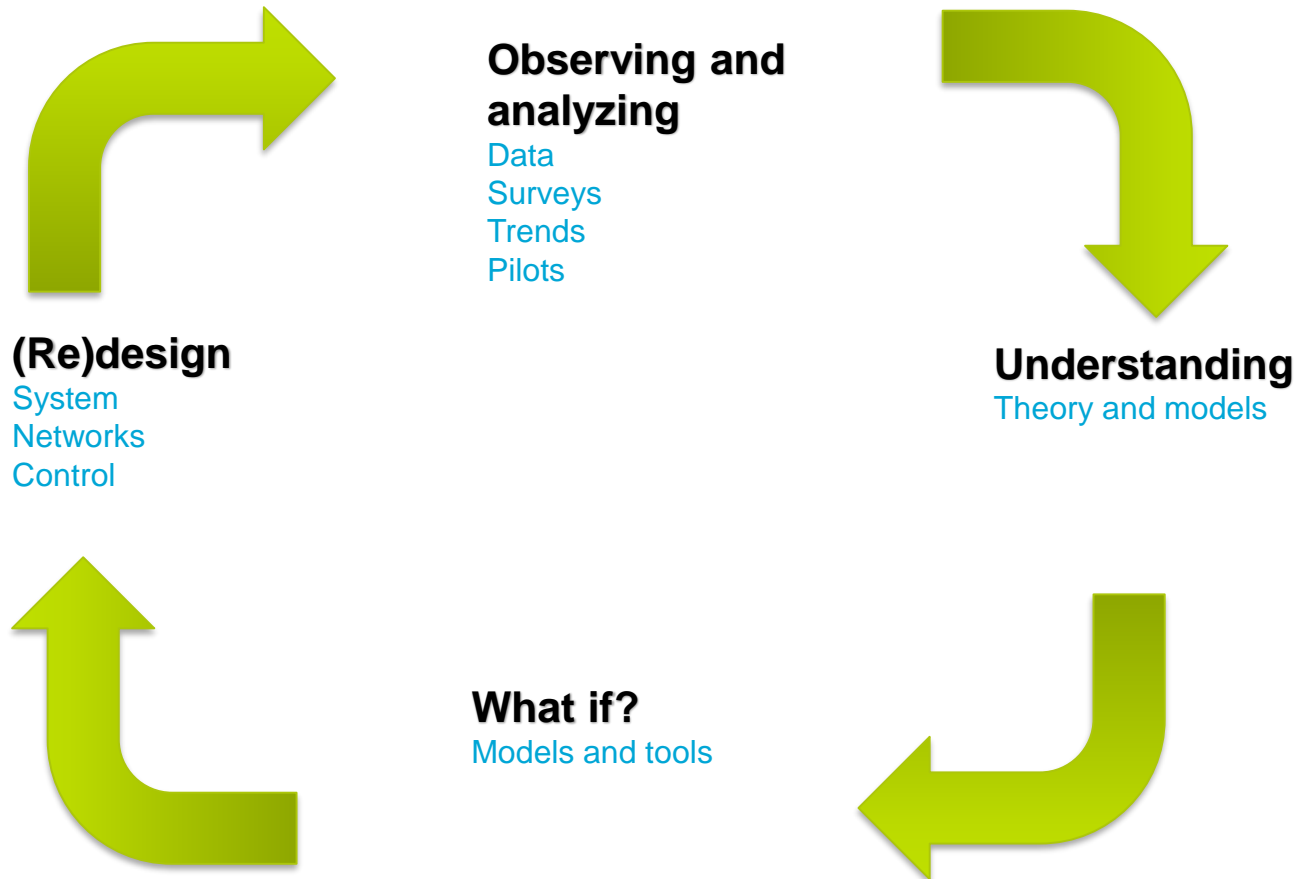 Observing and
analyzing
Data
Surveys
Trends
Pilots
(Re)design
System
Networks
Control
Understanding
Theory and models
What if?
Models and tools